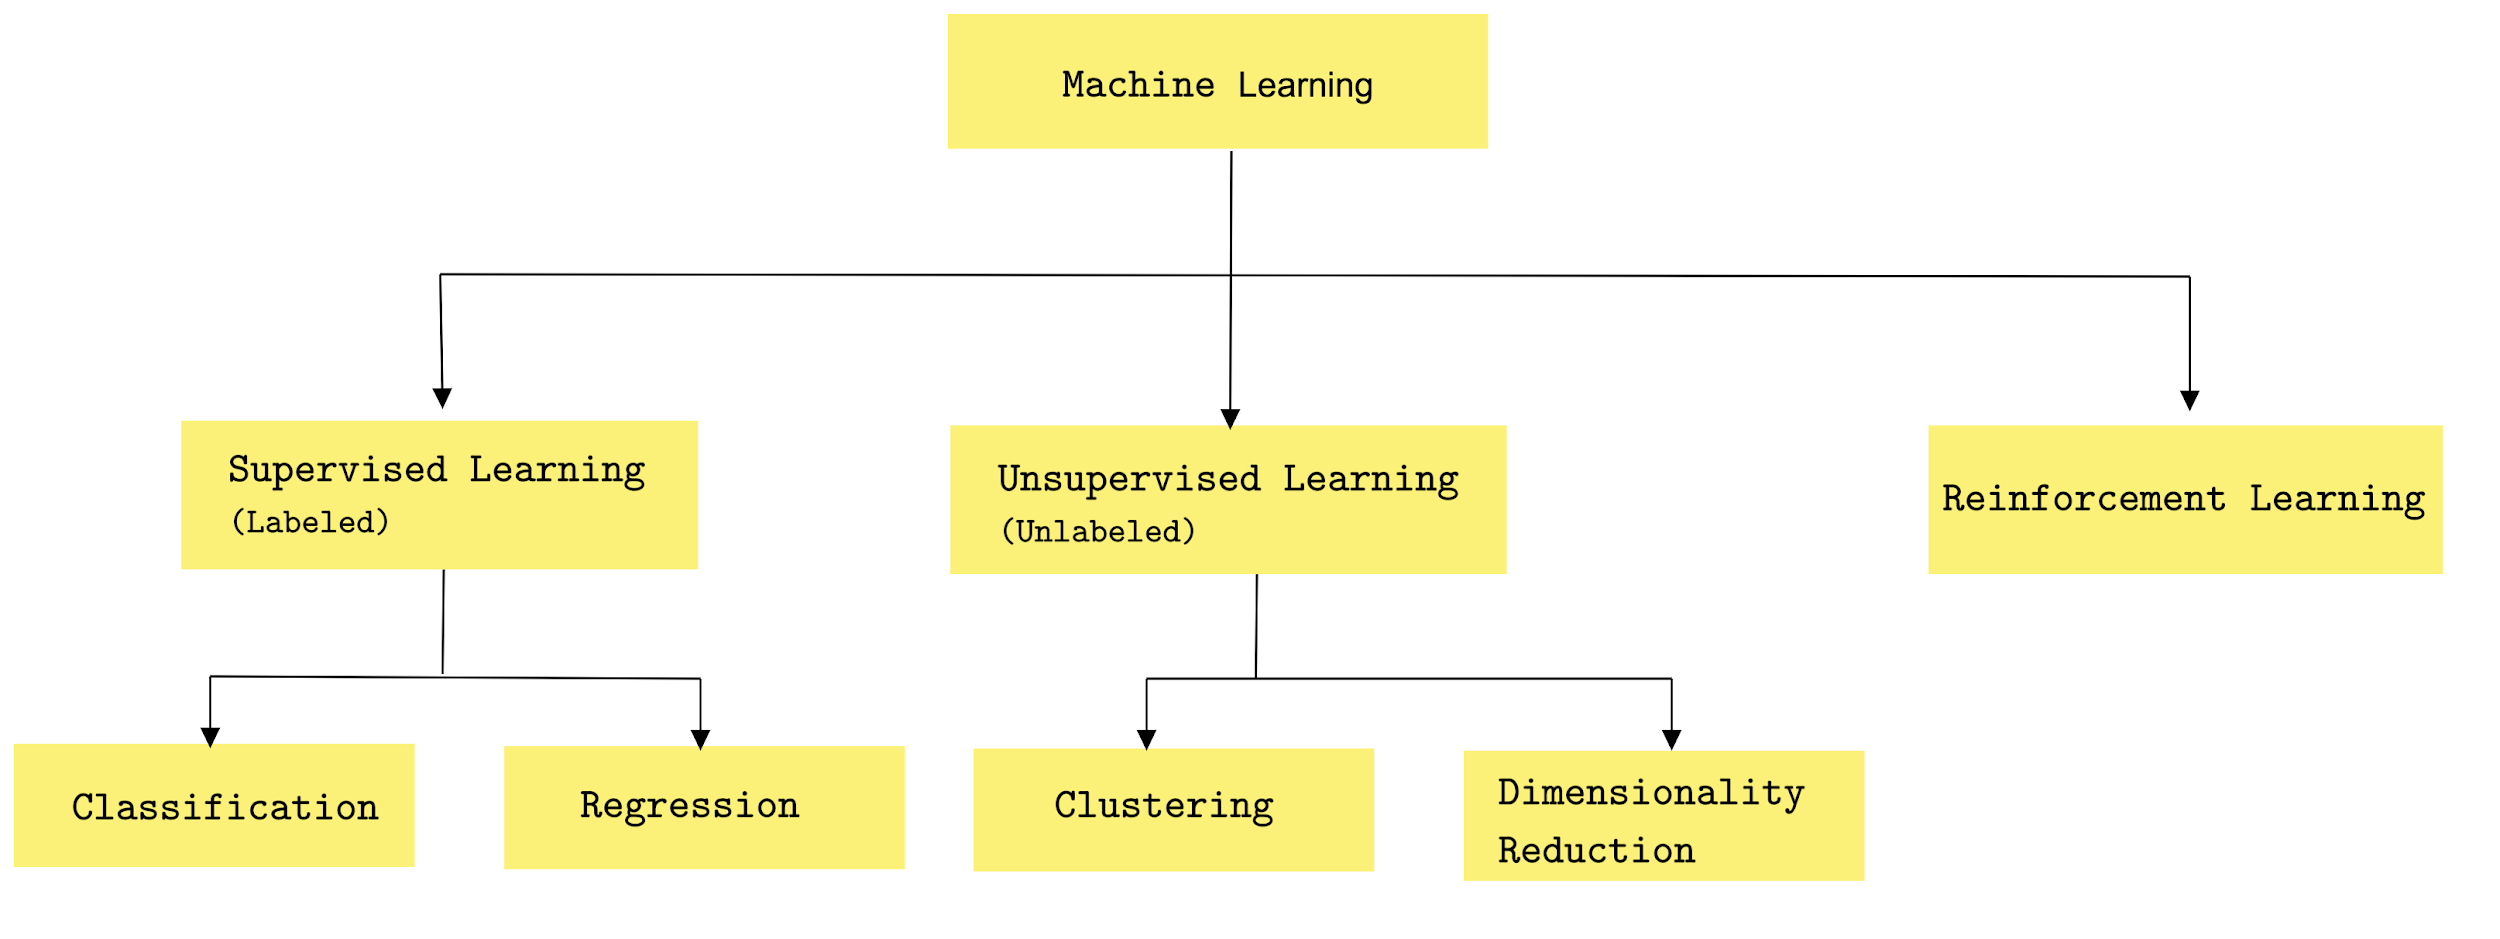 Machine Learning
Supervised Learning
(Labeled)
Unsupervised Learning
(Unlabeled)
Reinforcement Learning
Classification
Regression
Clustering
Dimensionality
Reduction